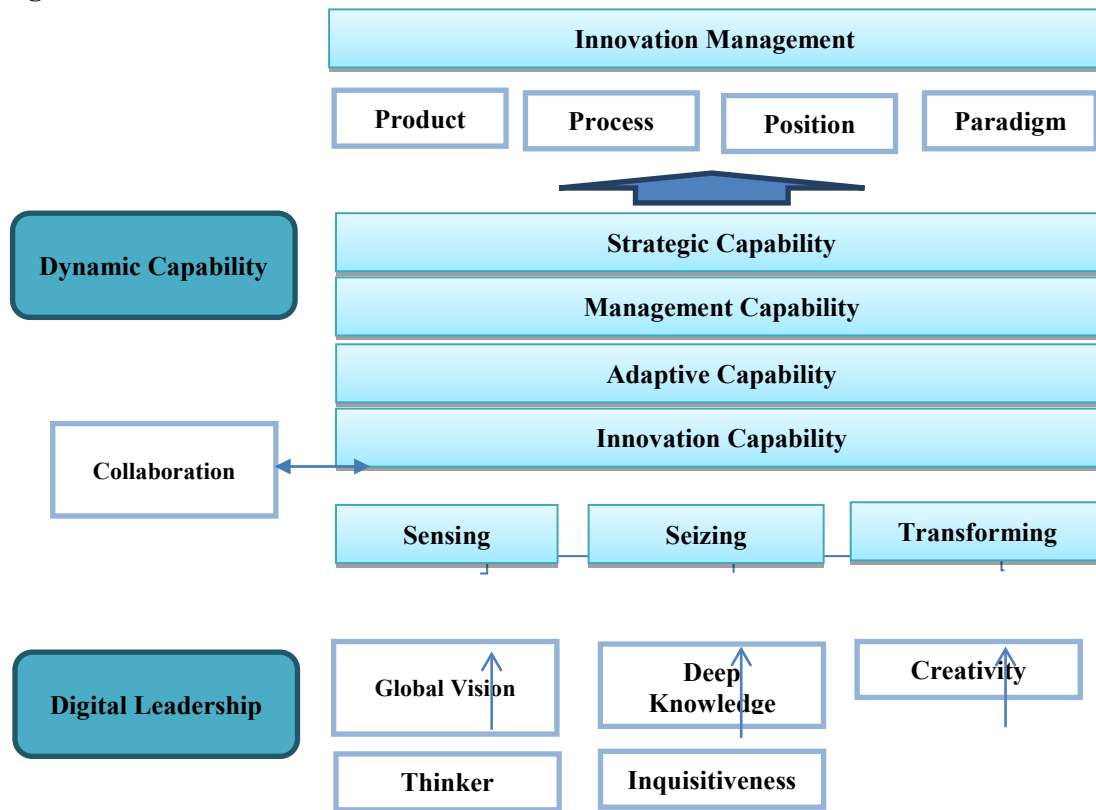 Innovation Management
Product
Process
Position
Paradigm
Strategic Capability
Dynamic Capability
Management Capability
Adaptive Capability
Innovation Capability
Collaboration
Sensing
Seizing
Transforming
Global Vision
Deep
Knowledge
Creativity
Digital Leadership
Thinker
Inquisitiveness